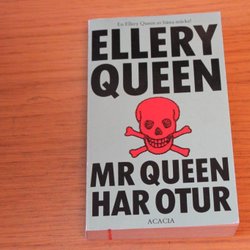 En Ellery Queen av bästa märke!
ELLERY
QUEEN
MR QUEEN
HAR OTUR
ACACIA